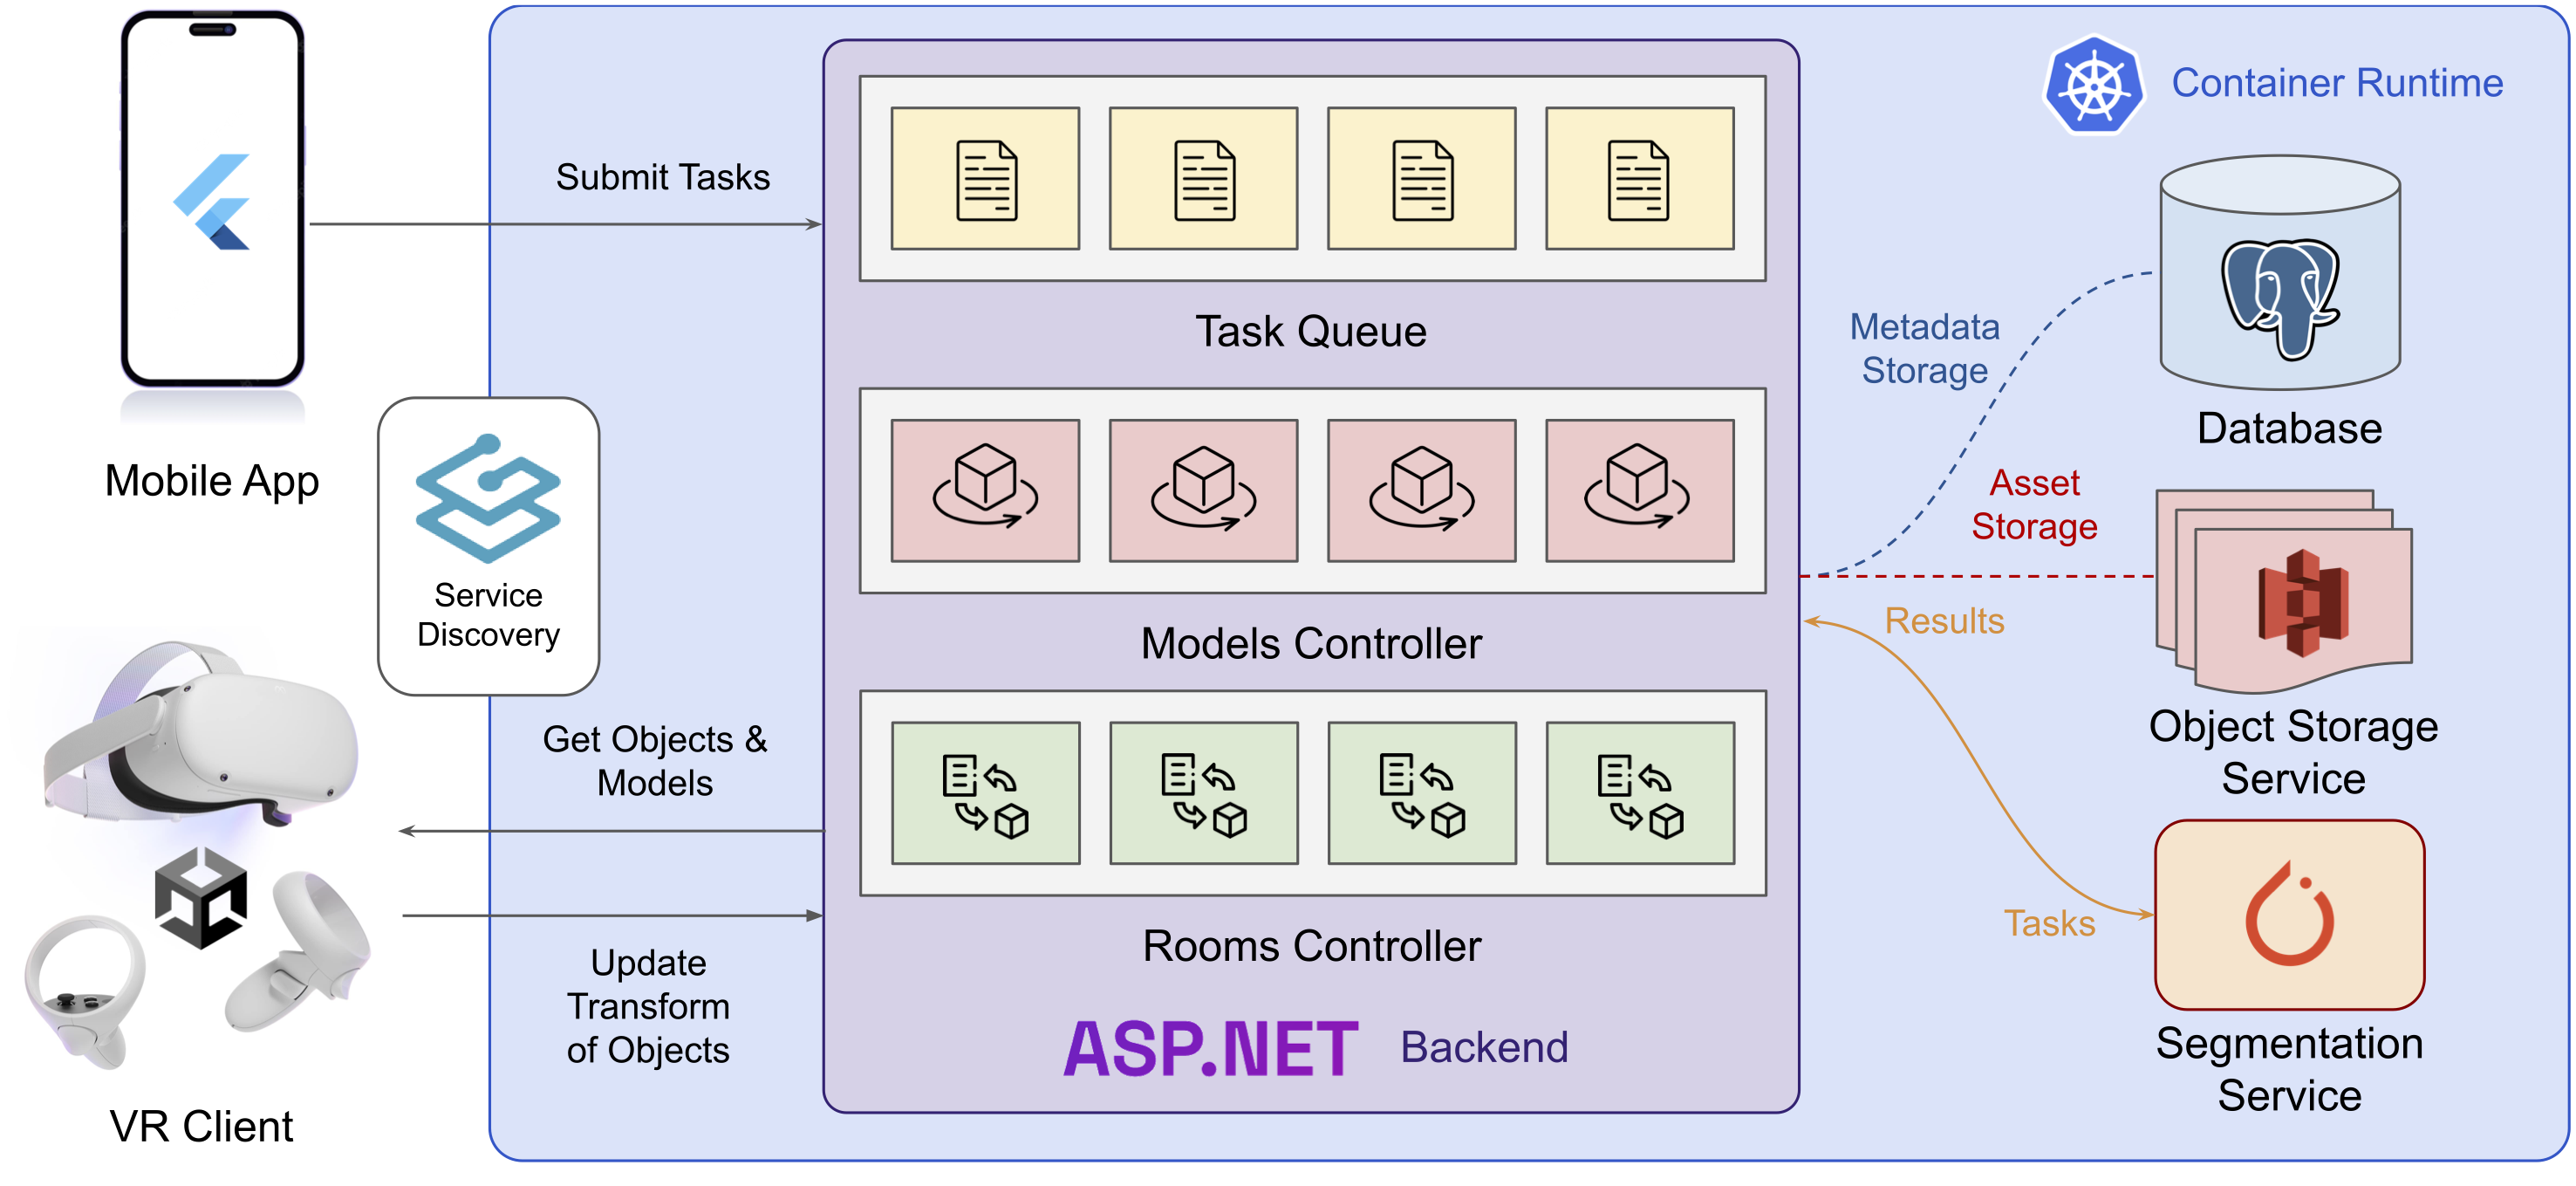 Container Runtime
Submit Tasks
Task Queue
Metadata
Storage
Database
Mobile App
Asset
Storage
Service
Discovery
Models Controller
Results
Get Objects &
Models
Object Storage
Service
Tasks
Rooms Controller
Update
Transform
of Objects
ASP.NET Backend
Segmentation
Service
VR Client